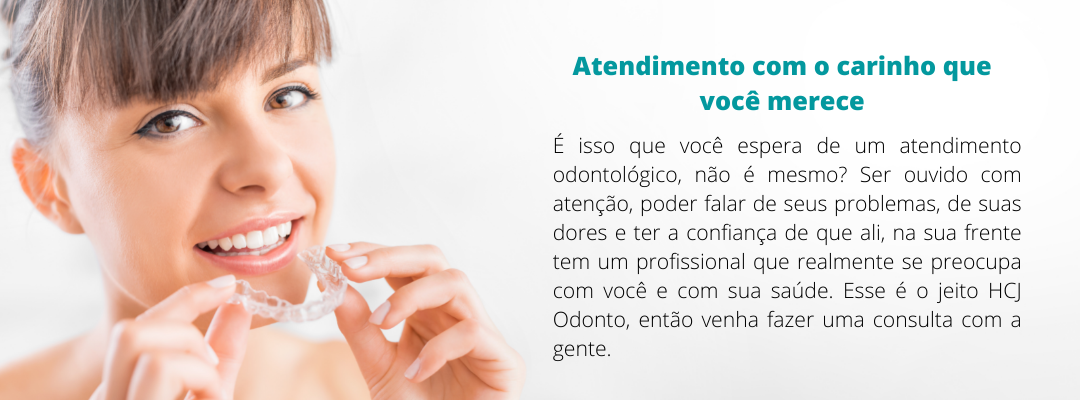 Atendimento com o carinho que
você merece
É isso que você espera de um atendimento
odontológico, não é mesmo? Ser ouvido com
atenção, poder falar de seus problemas, de suas
dores e ter a confiança de que ali, na sua frente
tem um profissional que realmente se preocupa
com você e com sua saúde. Esse é o jeito HCJ
Odonto, então venha fazer uma consulta com a
gente.